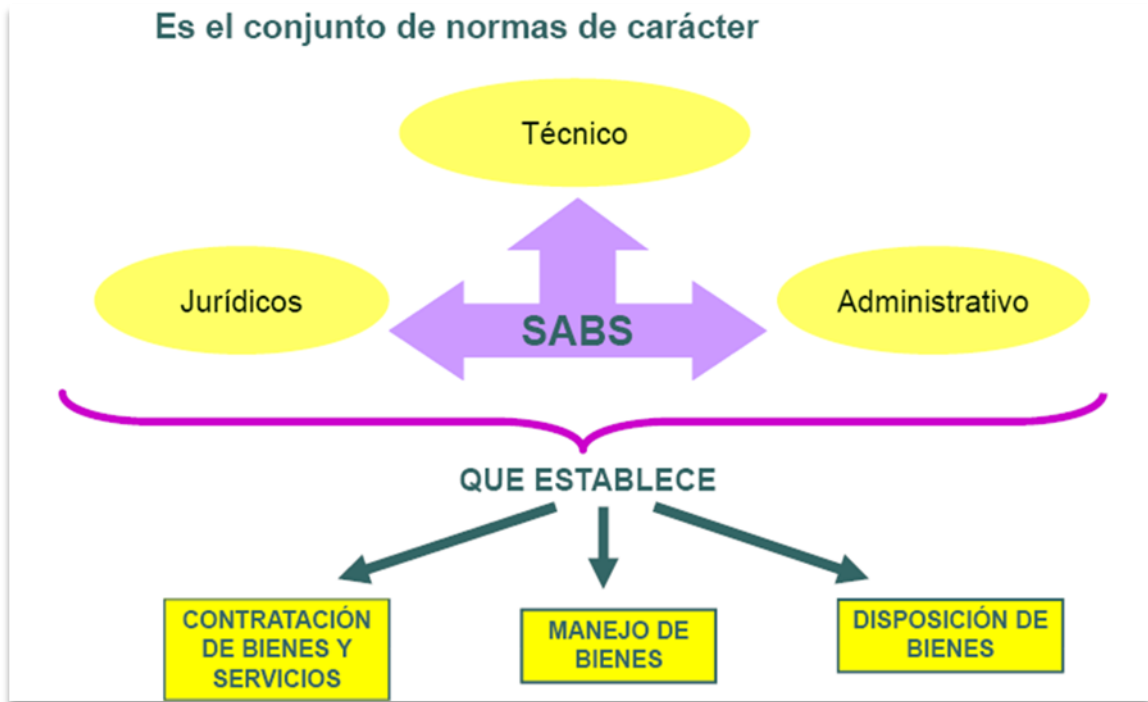 Es el conjunto de normas de carácter
Técnico
Jurídicos
Administrativo
SABS
QUE ESTABLECE
CONTRATACIÓN
DE BIENES Y
SERVICIOS
MANEJO DE
BIENES
DISPOSICIÓN DE
BIENES